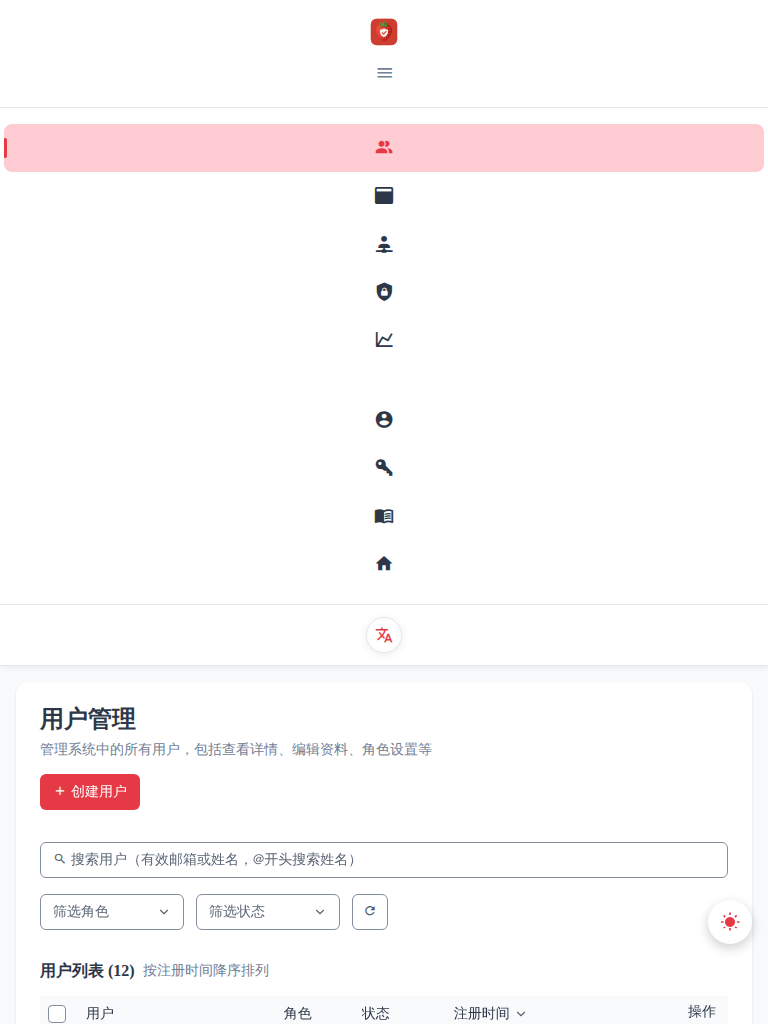 用户管理
管理系统中的所有用户，包括查看详情、编辑资料、角色设置等
创建用户
搜索用户（有效邮箱或姓名，@开头搜索姓名）
筛选角色 筛选状态
用户列表 (12) 按注册时间降序排列
用户 角色 状态 注册时间 操作